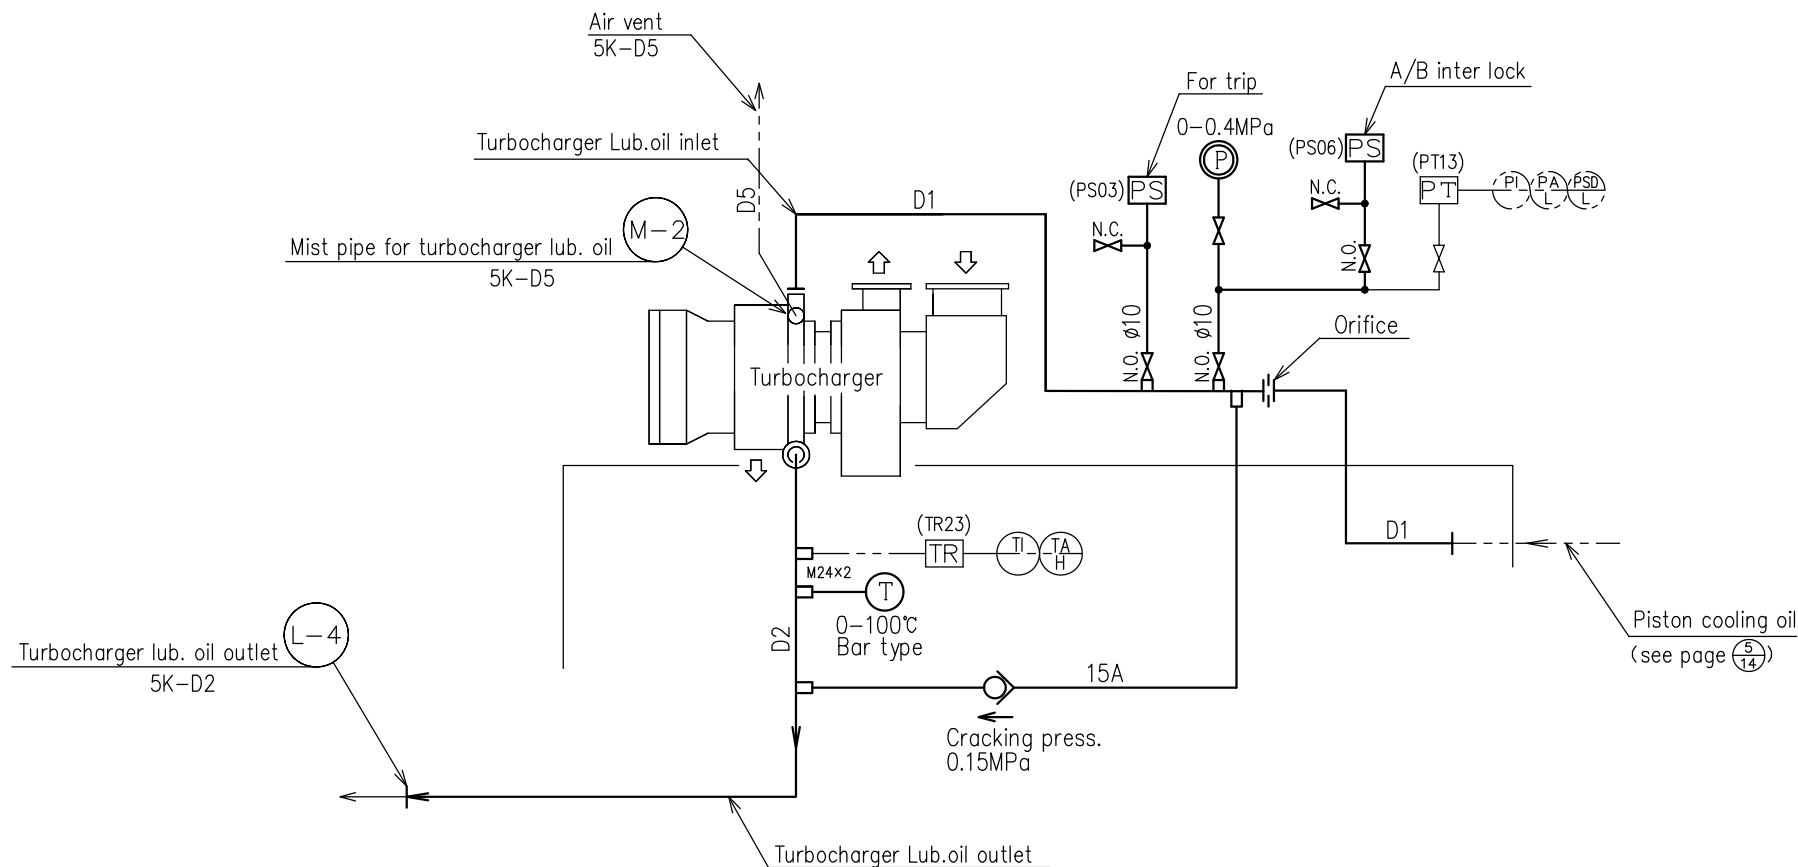 Air vent
5K-D5
For trip
A/B inter lock
0-0.4MPa
Turbocharger Lub.oil inlet
(PS06)
PS
(PT13)
PT
PI
PA
L
PSD
L
(PS03)
PS
P
N.C.
D5
D1
M-2
N.C.
Mist pipe for turbocharger lub. oil
5K-D5
N.O.
N.O. ø10
N.O. ø10
Orifice
Turbocharger
(TR23)
TR
TI
TA
H
D1
M24×2
T
0-100℃
Bar type
D2
L-4
Turbocharger lub. oil outlet
5K-D2
Piston cooling oil
(see page 5/14)
15A
Cracking press.
0.15MPa
Turbocharger Lub.oil outlet